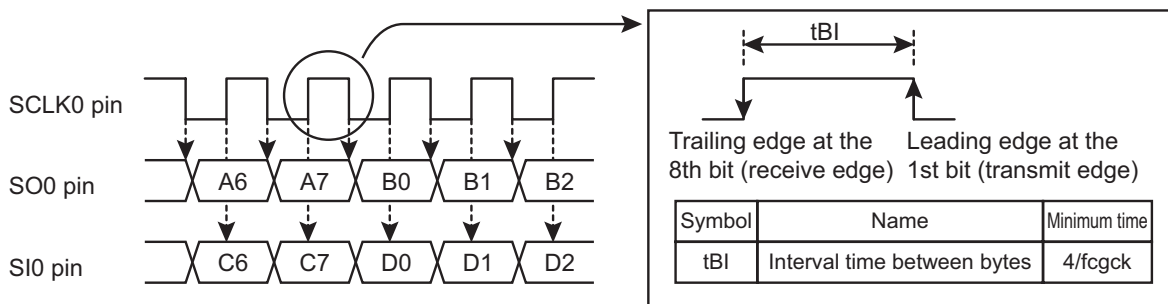 tBI
SCLK0 pin
Trailing edge at the
8th bit (receive edge)
Leading edge at the
1st bit (transmit edge)
SO0 pin
A6 A7 B0 B1 B2
Symbol Name Minimum time
tBI Interval time between bytes 4/fcgck
SI0 pin
C6 C7 D0 D1 D2